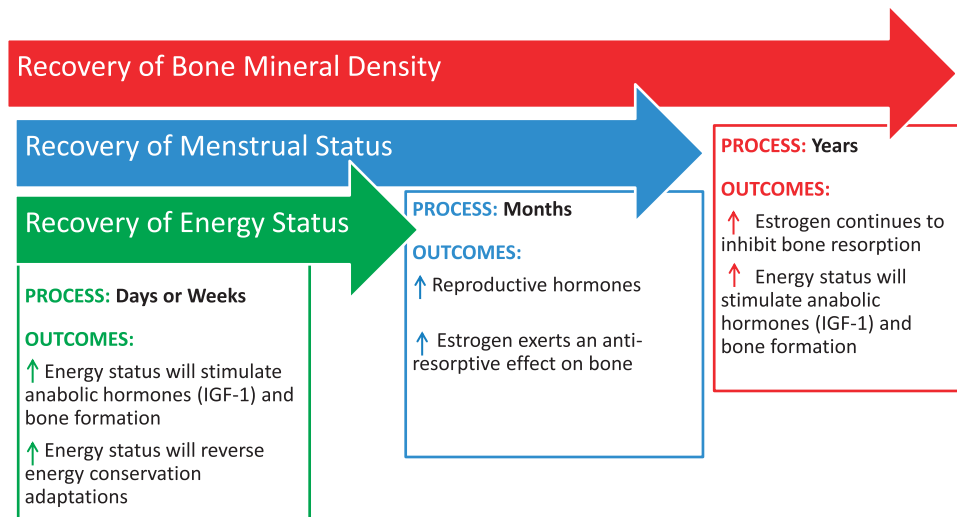 Recovery of Bone Mineral Density
Recovery of Menstrual Status
Recovery of Energy Status
PROCESS: Days or Weeks
OUTCOMES:
↑ Energy status will stimulate
anabolic hormones (IGF-1) and
bone formation
↑ Energy status will reverse
energy conservation
adaptations
PROCESS: Months
OUTCOMES:
↑ Reproductive hormones
↑ Estrogen exerts an anti-
resorptive effect on bone
PROCESS: Years
OUTCOMES:
↑ Estrogen continues to
inhibit bone resorption
↑ Energy status will
stimulate anabolic
hormones (IGF-1) and
bone formation